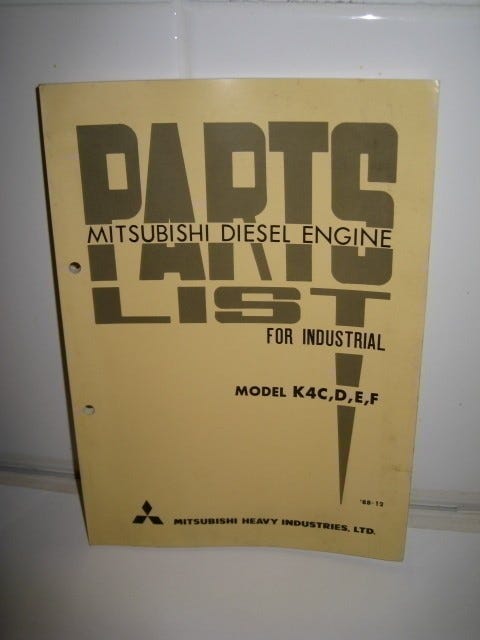 PARTS
MITSUBISHI DIESEL ENGINE
LIST
FOR INDUSTRIAL
MODEL K4C,D,E,F
'88-12
MITSUBISHI HEAVY INDUSTRIES, LTD.